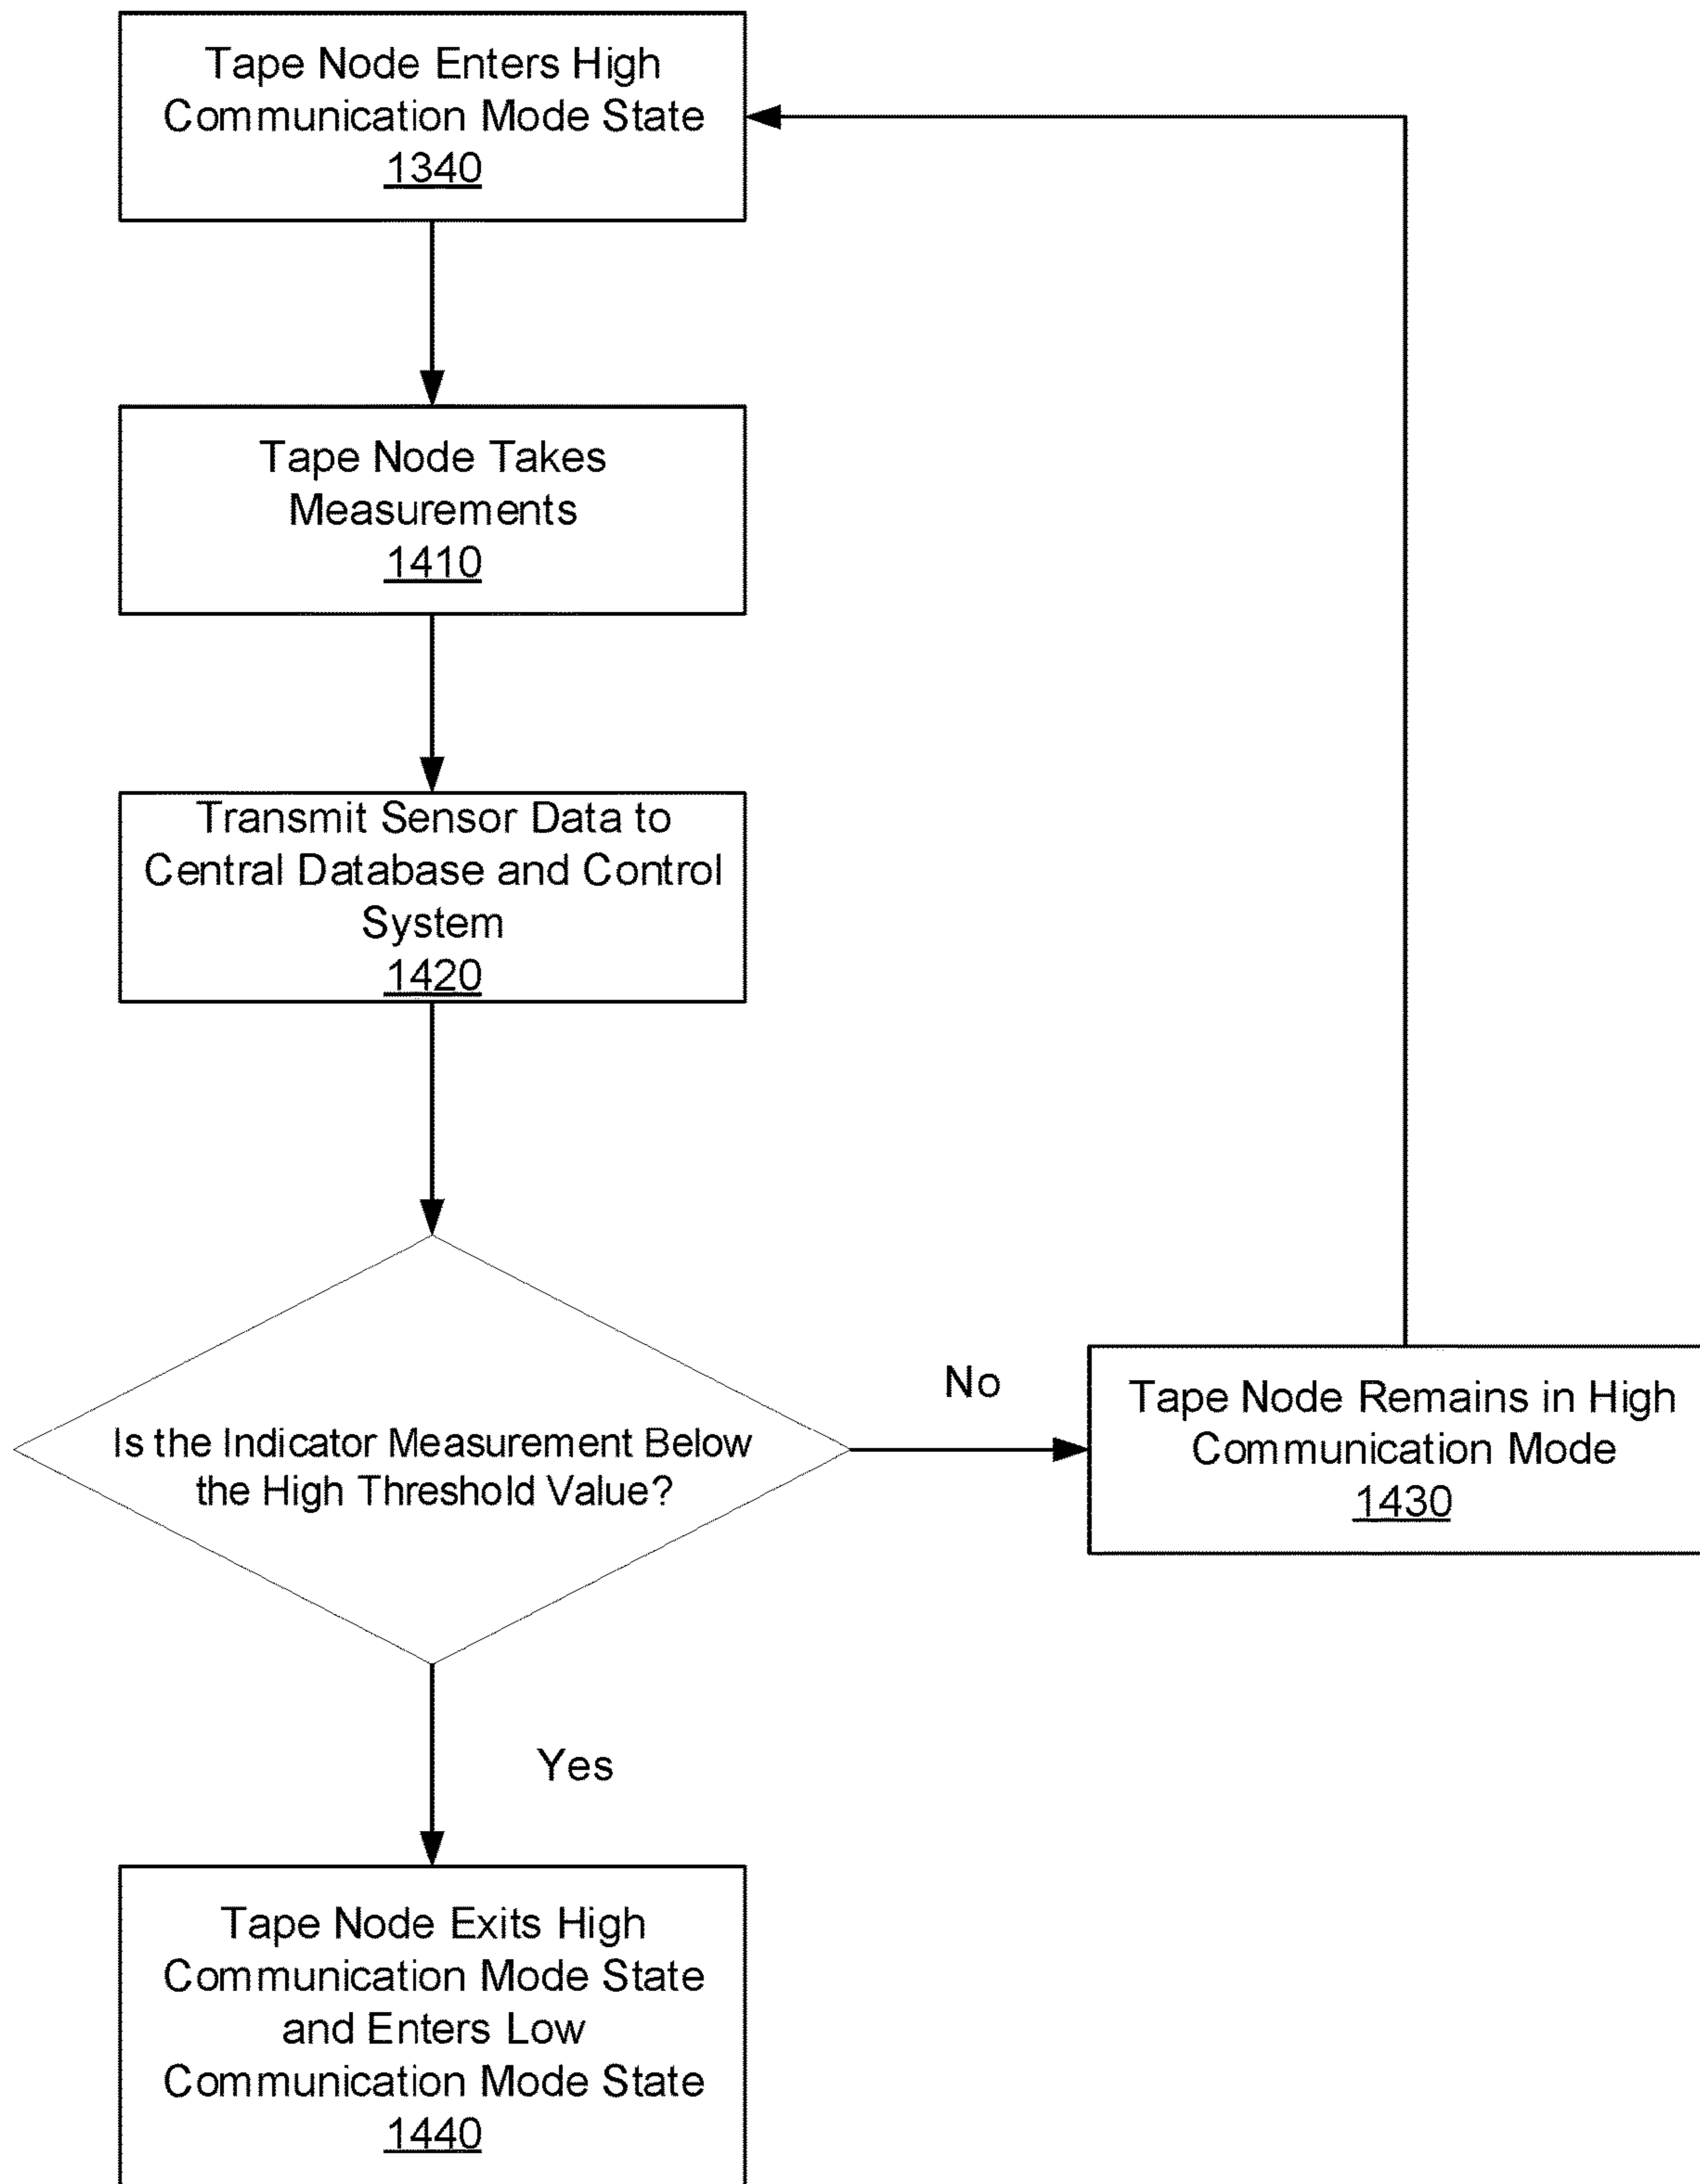 Tape Node Enters High
Communication Mode State
1340
Tape Node Takes
Measurements
1410
Transmit Sensor Data to
Central Database and Control
System
1420
Is the Indicator Measurement Below
the High Threshold Value?
No
Tape Node Remains in High
Communication Mode
1430
Yes
Tape Node Exits High
Communication Mode State
and Enters Low
Communication Mode State
1440